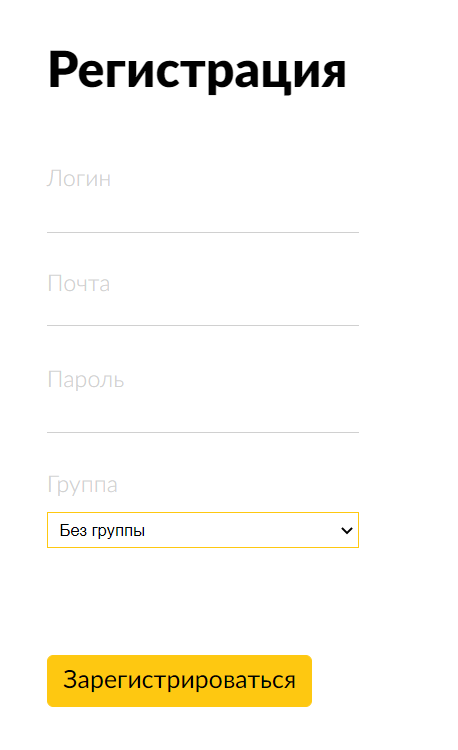 Регистрация
Логин
Почта
Пароль
Группа
Без группы
Зарегистрироваться